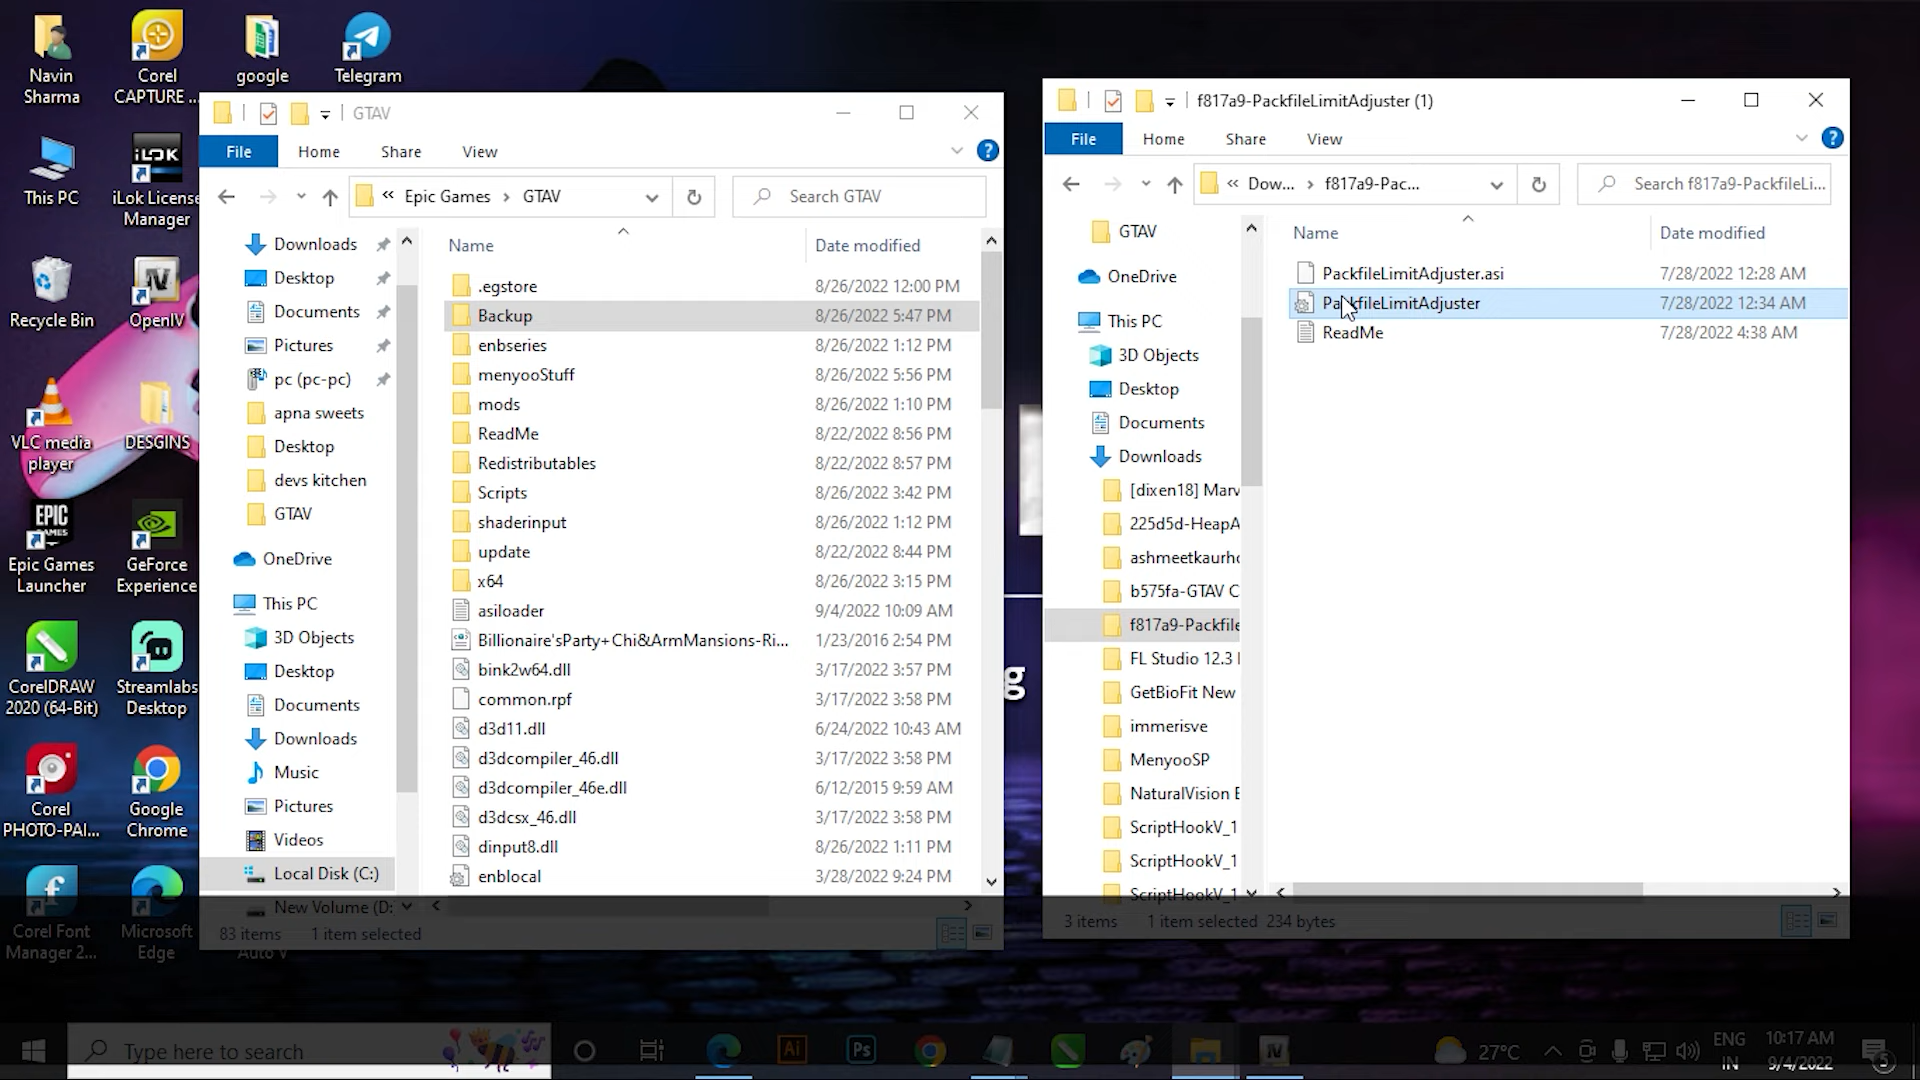 Navin
Sharma
Corel
CAPTURE ...
google
Telegram
This PC
iLOK
iLok License
Manager
Recycle Bin
OpenIV
VLC media
player
DESGINS
EPIC
GAMES
Epic Games
Launcher
GeForce
Experience
CorelDRAW
2020 (64-Bit)
Streamlabs
Desktop
Corel
PHOTO-PAI...
Google
Chrome
Corel Font
Manager 2...
Microsoft
Edge
Auto V
GTAV
File
Home
Share
View
« Epic Games > GTAV
Search GTAV
Downloads
Desktop
Documents
Pictures
pc (pc-pc)
apna sweets
Desktop
devs kitchen
GTAV
OneDrive
This PC
3D Objects
Desktop
Documents
Downloads
Music
Pictures
Videos
Local Disk (C:)
New Volume (D:
Name Date modified
.egstore 8/26/2022 12:00 PM
Backup 8/26/2022 5:47 PM
enbseries 8/26/2022 1:12 PM
menyooStuff 8/26/2022 5:56 PM
mods 8/26/2022 1:10 PM
ReadMe 8/22/2022 8:56 PM
Redistributables 8/22/2022 8:57 PM
Scripts 8/26/2022 3:42 PM
shaderinput 8/26/2022 1:12 PM
update 8/22/2022 8:44 PM
x64 8/26/2022 3:15 PM
asiloader 9/4/2022 10:09 AM
Billionaire'sParty+Chi&ArmMansions-Ri... 1/23/2016 2:54 PM
bink2w64.dll 3/17/2022 3:57 PM
common.rpf 3/17/2022 3:58 PM
d3d11.dll 6/24/2022 10:43 AM
d3dcompiler_46.dll 3/17/2022 3:58 PM
d3dcompiler_46e.dll 6/12/2015 9:59 AM
d3dcsx_46.dll 3/17/2022 3:58 PM
dinput8.dll 8/26/2022 1:11 PM
enblocal 3/28/2022 9:24 PM
83 items 1 item selected
g
f817a9-PackfileLimitAdjuster (1)
File
Home
Share
View
« Dow... > f817a9-Pac...
Search f817a9-PackfileLi...
GTAV
OneDrive
This PC
3D Objects
Desktop
Documents
Downloads
[dixen18] Marv
225d5d-HeapA
ashmeetkaurho
b575fa-GTAV C
f817a9-Packfile
FL Studio 12.3
GetBioFit New
immerisve
MenyooSP
NaturalVision E
ScriptHookV_1
ScriptHookV_1
ScriptHookV_1
Name Date modified
PackfileLimitAdjuster.asi 7/28/2022 12:28 AM
PackfileLimitAdjuster 7/28/2022 12:34 AM
ReadMe 7/28/2022 4:38 AM
3 items 1 item selected 234 bytes
Type here to search
Ai
Ps
27°C
ENG
IN
10:17 AM
9/4/2022
5